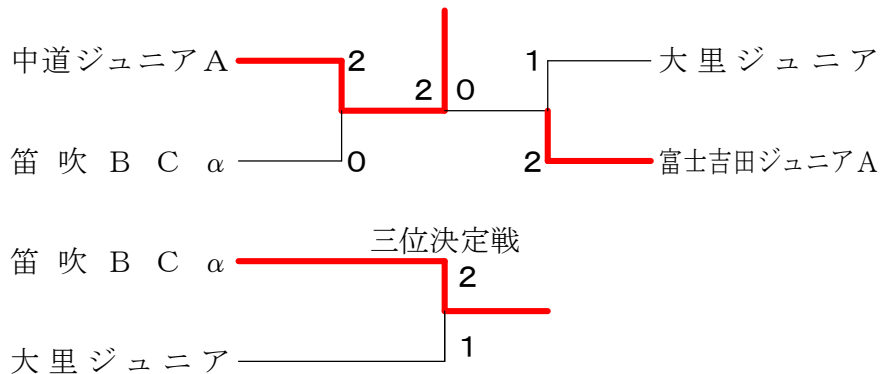 中道ジュニアA 2 1 大里ジュニア
2 0
笛吹BCα 0 2 富士吉田ジュニアA
三位決定戦
笛吹BCα 2
大里ジュニア 1